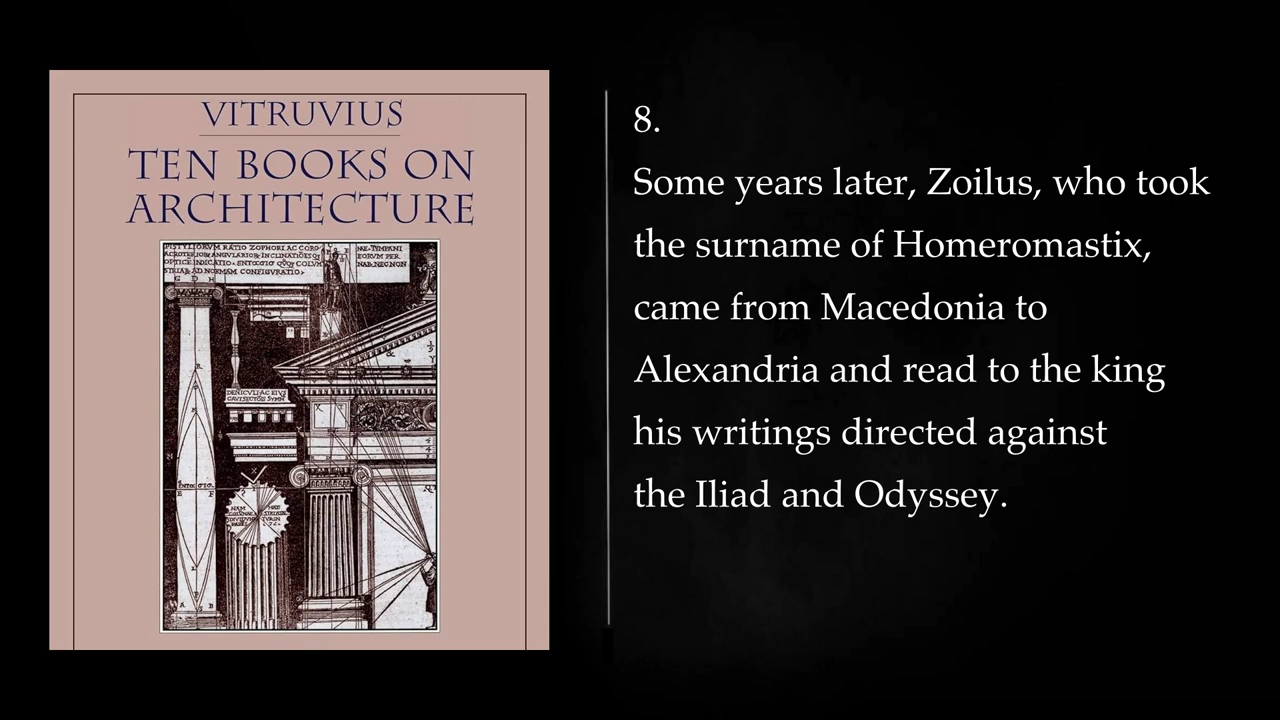 VITRUVIUS
TEN BOOKS ON
ARCHITECTURE
8.
Some years later, Zoilus, who took
the surname of Homeromastix,
came from Macedonia to
Alexandria and read to the king
his writings directed against
the Iliad and Odyssey.